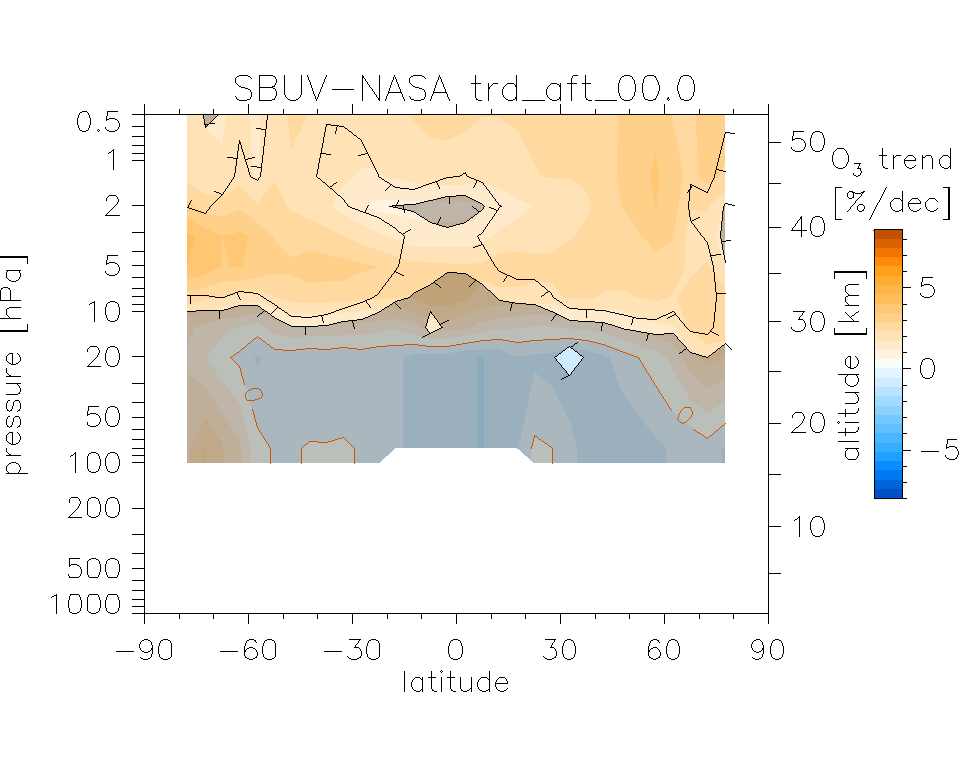 SBUV-NASA trd_aft_00.0
0.5
1
2
5
10
20
50
100
200
500
1000
pressure [hPa]
-90 -60 -30 0 30 60 90
latitude
50
40
30
20
10
altitude [km]
O3 trend
[%/dec]
5
0
-5